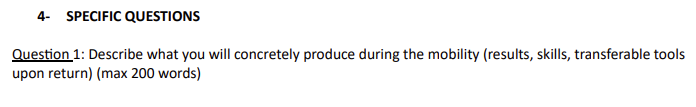 4- SPECIFIC QUESTIONS
Question 1: Describe what you will concretely produce during the mobility (results, skills, transferable tools
upon return) (max 200 words)